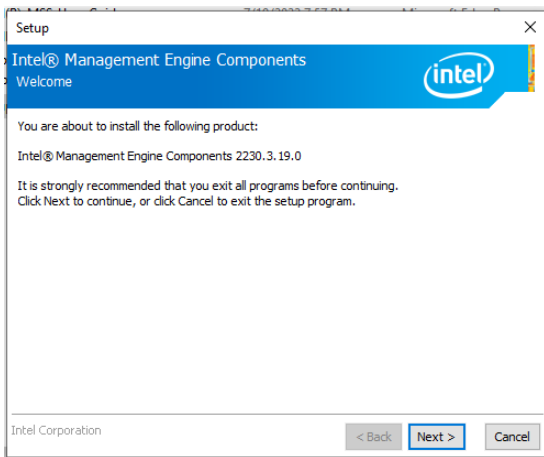 Setup
Intel® Management Engine Components
Welcome
intel
You are about to install the following product:
Intel® Management Engine Components 2230.3.19.0
It is strongly recommended that you exit all programs before continuing.
Click Next to continue, or click Cancel to exit the setup program.
Intel Corporation
< Back
Next >
Cancel